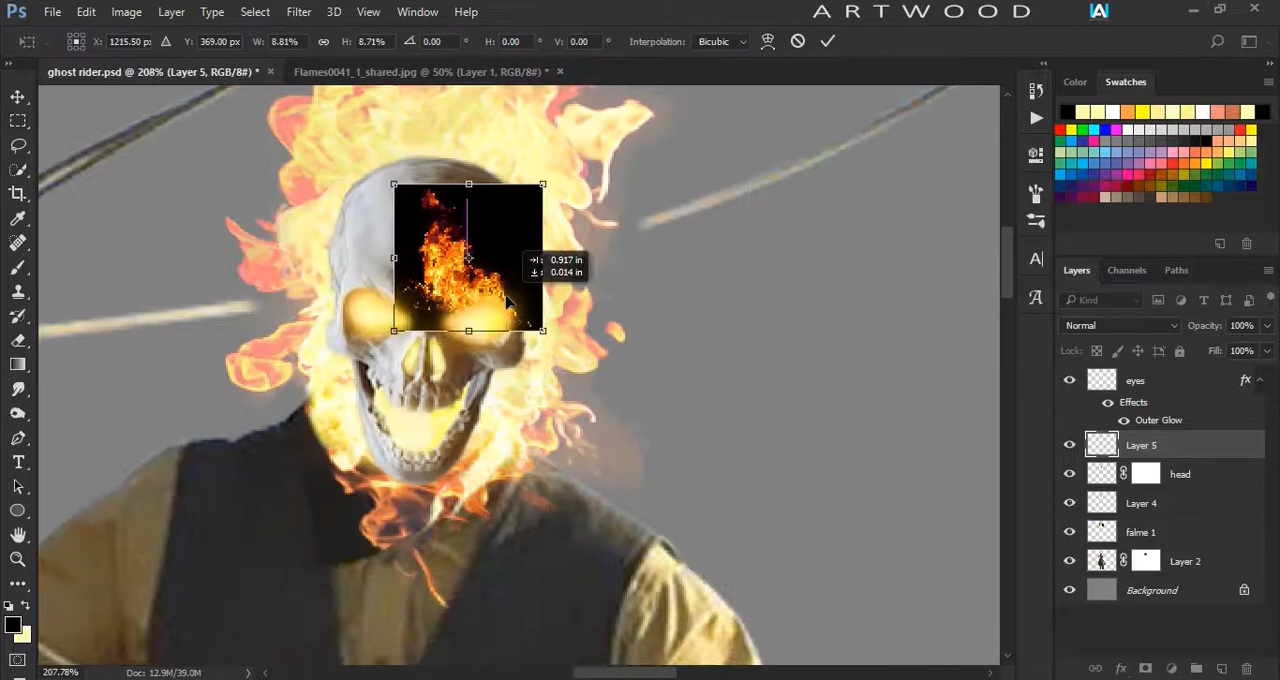 Ps File Edit Image Layer Type Select Filter 3D View Window Help ARTWOOD
X: 1215.50 px Y: 369.00 px W: 8.81% H: 8.71% 0.00 ° H: 0.00 ° V: 0.00 ° Interpolation: Bicubic
ghost rider.psd @ 208% (Layer 5, RGB/8#) * × Flames0041_1_shared.jpg @ 50% (Layer 1, RGB/8#) * ×
Color Swatches
0.917 in
0.014 in
Layers Channels Paths
Kind
Normal Opacity: 100%
Lock: Fill: 100%
eyes fx
Effects
Outer Glow
Layer 5
head
Layer 4
falme 1
Layer 2
Background
207.78% Doc: 12.9M/39.0M